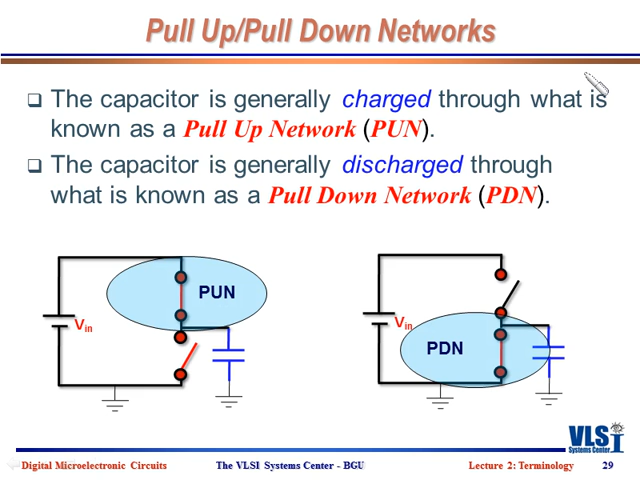 Pull Up/Pull Down Networks
The capacitor is generally charged through what is
known as a Pull Up Network (PUN).
The capacitor is generally discharged through
what is known as a Pull Down Network (PDN).
PUN
Vin
Vin
PDN
VLSI
Systems Center
Digital Microelectronic Circuits
The VLSI Systems Center - BGU
Lecture 2: Terminology
29